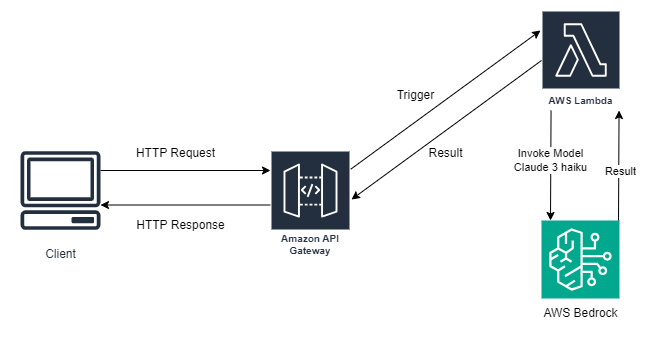 AWS Lambda
Trigger
HTTP Request
Result
Invoke Model
Claude 3 haiku
Result
</>
HTTP Response
Amazon API
Gateway
Client
AWS Bedrock